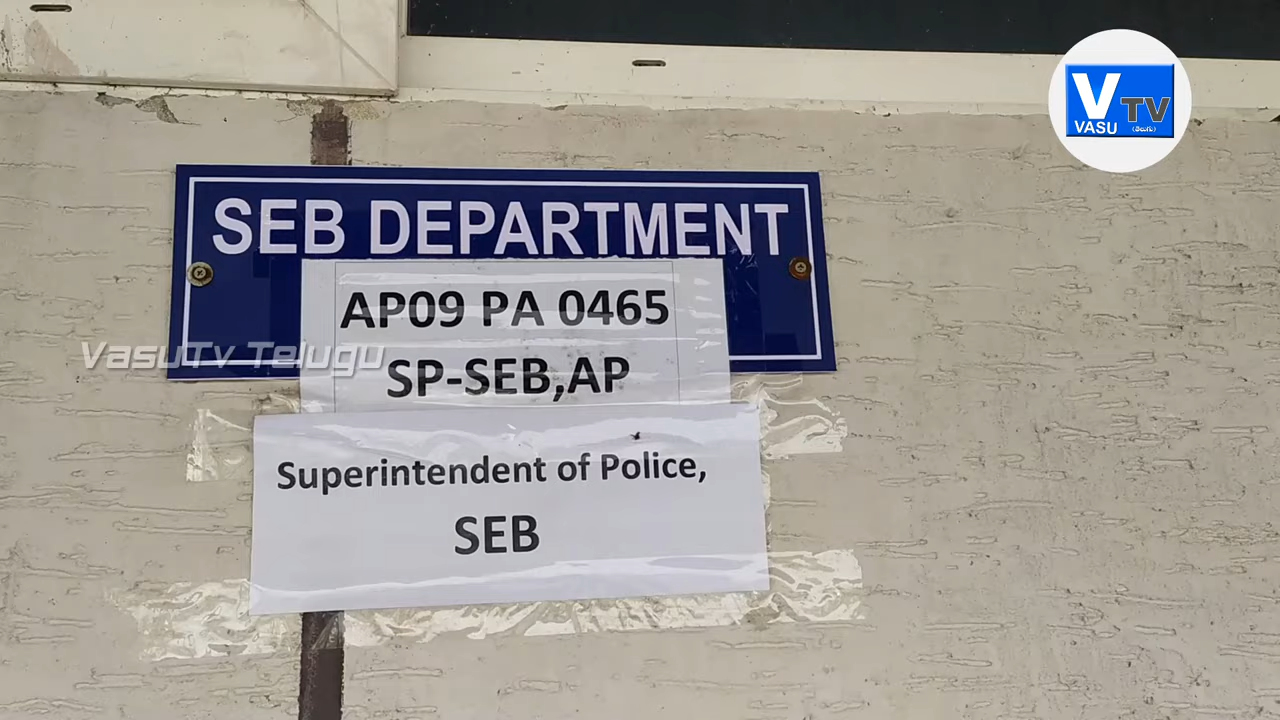 V TV
VASU (తెలుగు)
SEB DEPARTMENT
AP09 PA 0465
VasuTv Telugu
SP-SEB,AP
Superintendent of Police,
SEB